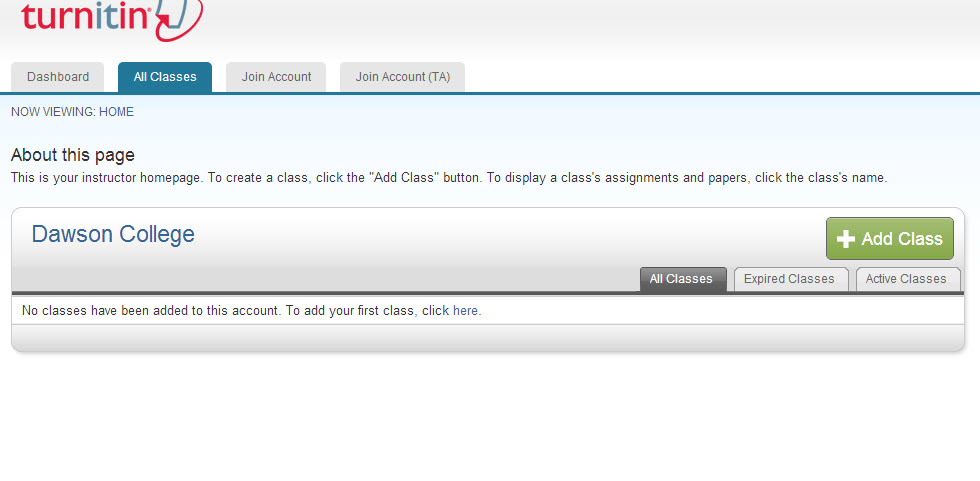 turnitin
Dashboard All Classes Join Account Join Account (TA)
NOW VIEWING: HOME
About this page
This is your instructor homepage. To create a class, click the "Add Class" button. To display a class's assignments and papers, click the class's name.
Dawson College
Add Class
All Classes Expired Classes Active Classes
No classes have been added to this account. To add your first class, click here.